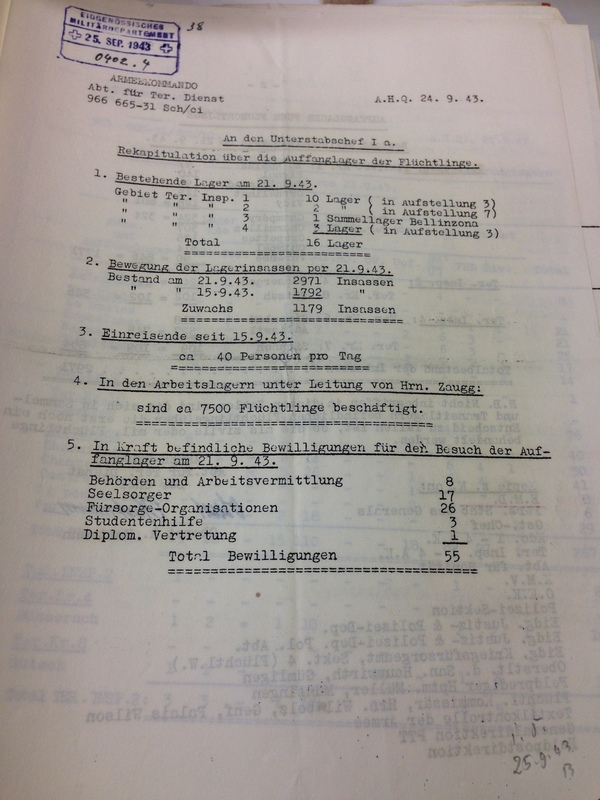 EIDGENÖSSISCHES
MILITÄRDEPARTEMENT
25. SEP. 1943
0402.4
38
ARMEEKOMMANDO
Abt. für Ter. Dienst
966 665-31 Sch/ci
A.H.Q. 24. 9. 43.
An den Unterstabschef I a.
Rekapitulation über die Auffanglager der Flüchtlinge.
1. Bestehende Lager am 21. 9.43.
Gebiet Ter. Insp. 1 10 Lager ( in Aufstellung 3)
" " " 2 2 " ( in Aufstellung 7)
" " " 3 1 Sammellager Bellinzona
" " " 4 3 Lager ( in Aufstellung 3)
Total 16 Lager
2. Bewegung der Lagerinsassen per 21.9.43.
Bestand am 21.9.43. 2971 Insassen
" " 15.9.43. 1792 "
Zuwachs 1179 Insassen
3. Einreisende seit 15.9.43.
ca 40 Personen pro Tag
4. In den Arbeitslagern unter Leitung von Hrn. Zaugg:
sind ca 7500 Flüchtlinge beschäftigt.
5. In Kraft befindliche Bewilligungen für den Besuch der Auf-
fanglager am 21. 9. 43.
Behörden und Arbeitsvermittlung 8
Seelsorger 17
Fürsorge-Organisationen 26
Studentenhilfe 3
Diplom. Vertretung 1
Total Bewilligungen 55
25.9.43.